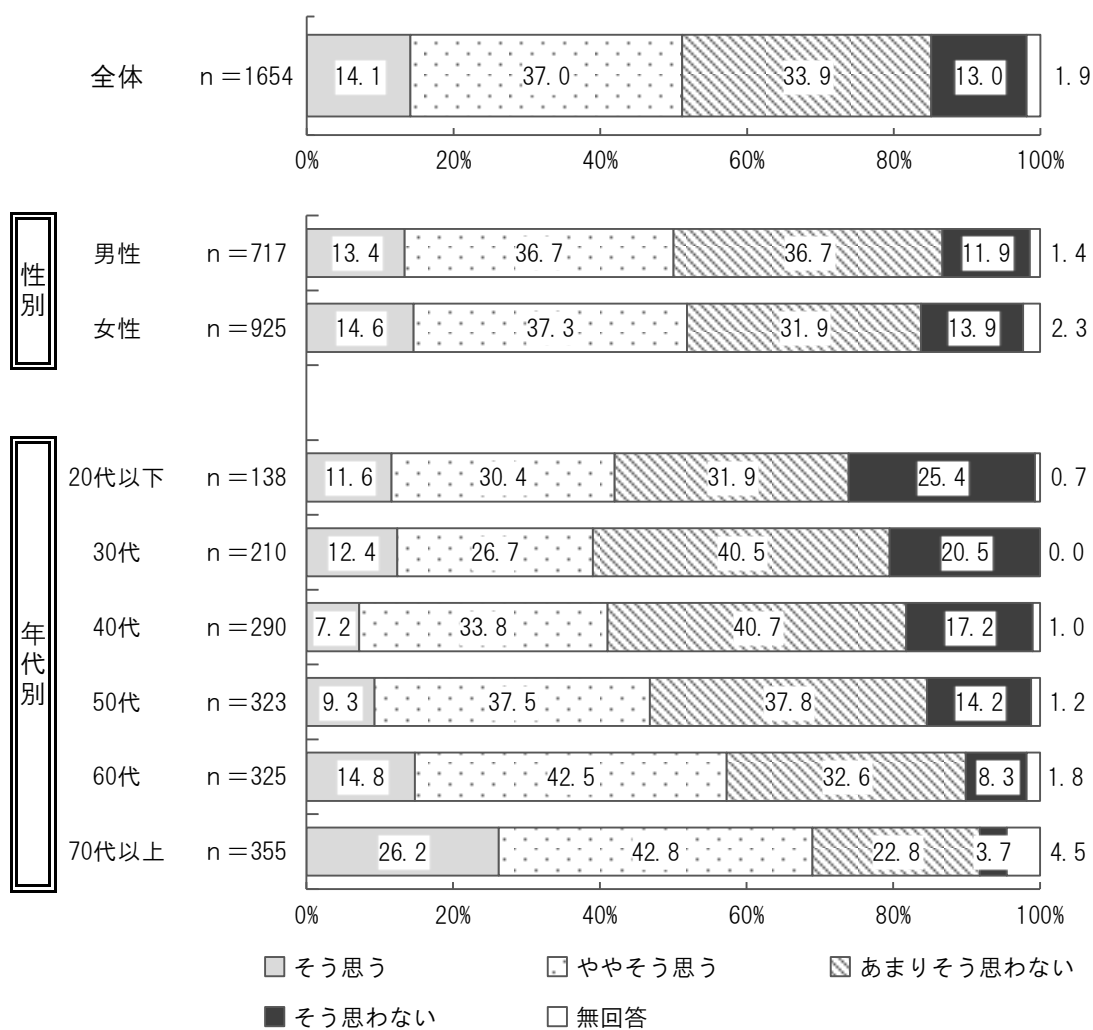 全体 n=1654 14.1 37.0 33.9 13.0 1.9
0% 20% 40% 60% 80% 100%
性別
男性 n=717 13.4 36.7 36.7 11.9 1.4
女性 n=925 14.6 37.3 31.9 13.9 2.3
年代別
20代以下 n=138 11.6 30.4 31.9 25.4 0.7
30代 n=210 12.4 26.7 40.5 20.5 0.0
40代 n=290 7.2 33.8 40.7 17.2 1.0
50代 n=323 9.3 37.5 37.8 14.2 1.2
60代 n=325 14.8 42.5 32.6 8.3 1.8
70代以上 n=355 26.2 42.8 22.8 3.7 4.5
0% 20% 40% 60% 80% 100%
そう思う ややそう思う あまりそう思わない
そう思わない 無回答